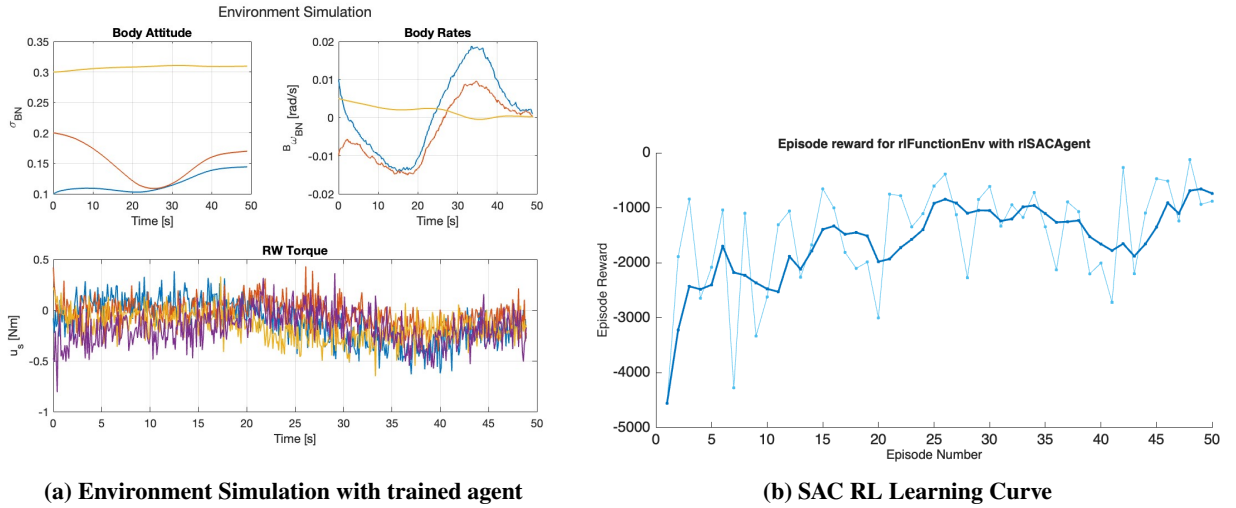 Environment Simulation
Body Attitude
0.35
0.3
0.25
0.2
0.15
0.1
σBN
0 10 20 30 40 50
Time [s]
Body Rates
0.02
0.01
0
-0.01
-0.02
BωBN [rad/s]
0 10 20 30 40 50
Time [s]
RW Torque
0.5
0
-0.5
-1
us [Nm]
0 5 10 15 20 25 30 35 40 45 50
Time [s]
(a) Environment Simulation with trained agent
Episode reward for rlFunctionEnv with rlSACAgent
0
-1000
-2000
-3000
-4000
-5000
Episode Reward
0 5 10 15 20 25 30 35 40 45 50
Episode Number
(b) SAC RL Learning Curve